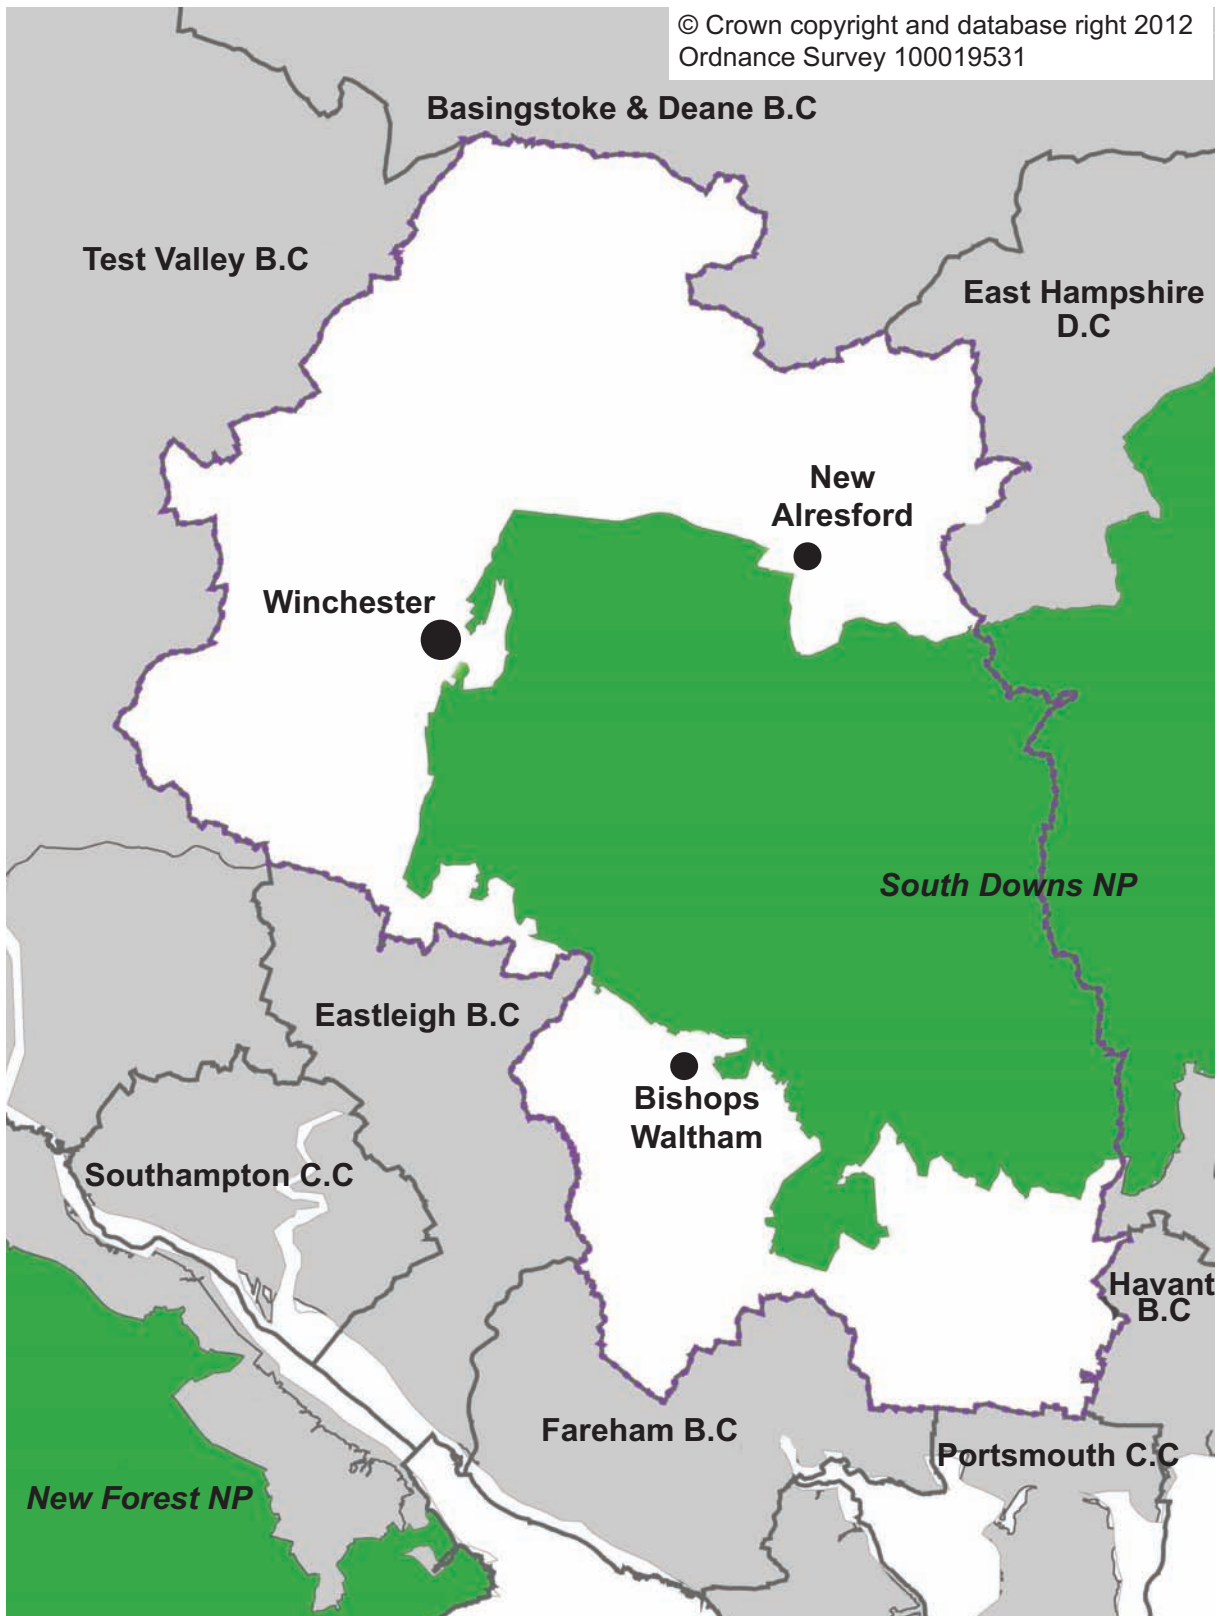 © Crown copyright and database right 2012
Ordnance Survey 100019531
Basingstoke & Deane B.C
Test Valley B.C
East Hampshire
D.C
New
Alresford
Winchester
South Downs NP
Eastleigh B.C
Bishops
Waltham
Southampton C.C
Havant
B.C
Fareham B.C
Portsmouth C.C
New Forest NP